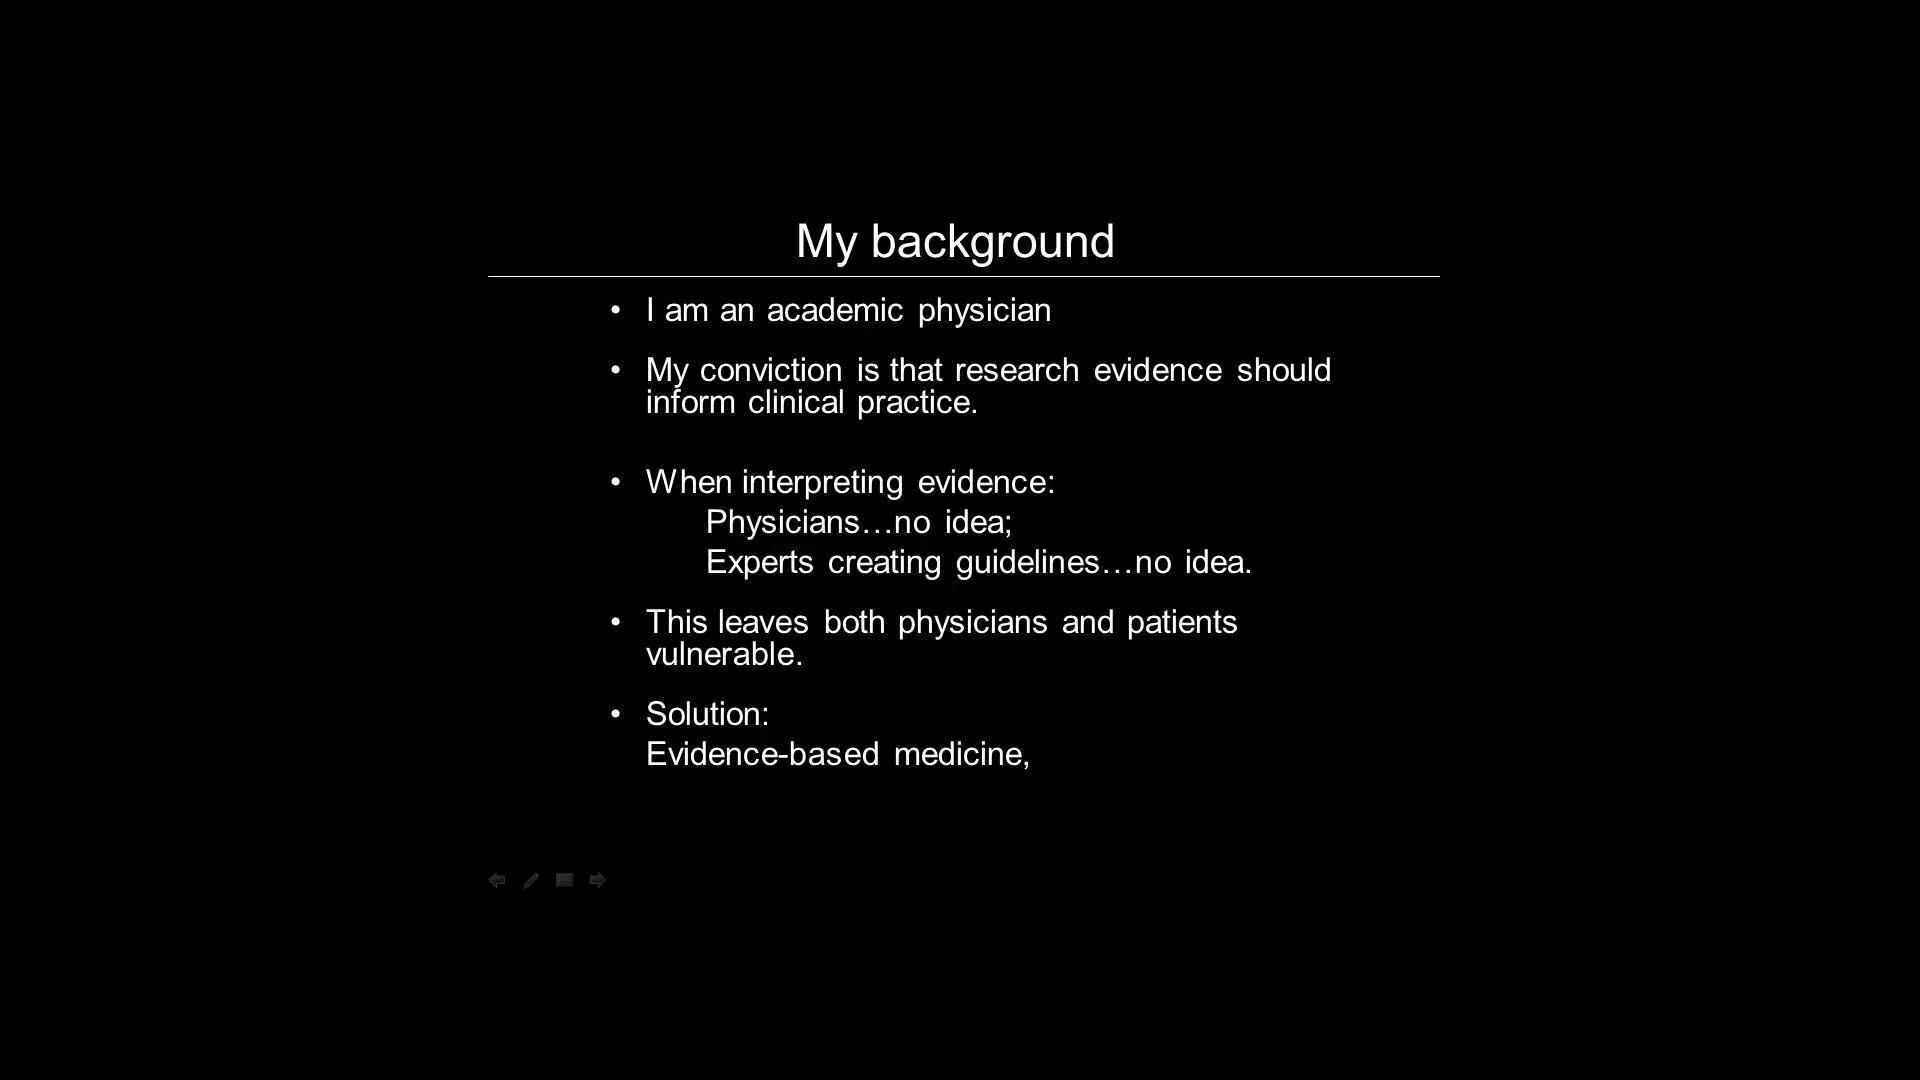 My background
• I am an academic physician
• My conviction is that research evidence should
inform clinical practice.
• When interpreting evidence:
Physicians…no idea;
Experts creating guidelines…no idea.
• This leaves both physicians and patients
vulnerable.
• Solution:
Evidence-based medicine,